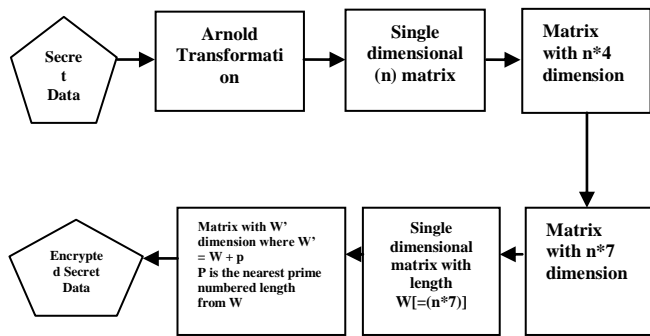 Secre
t
Data
Arnold
Transformati
on
Single
dimensional
(n) matrix
Matrix
with n*4
dimension
Encrypte
d Secret
Data
Matrix with W’
dimension where W’
= W + p
P is the nearest prime
numbered length
from W
Single
dimensional
matrix with
length
W[=(n*7)]
Matrix
with n*7
dimension